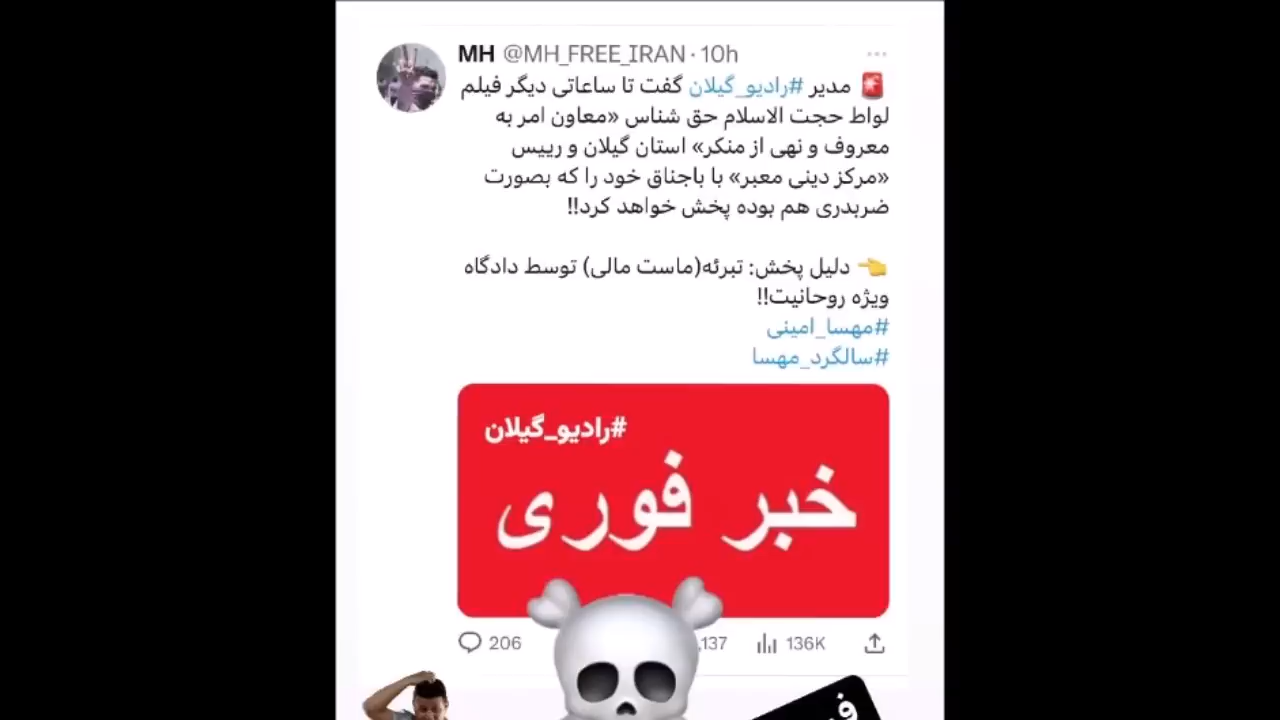 MH @MH_FREE_IRAN · 10h
🚨 مدیر #رادیو_گیلان گفت تا ساعاتی دیگر فیلم
لواط حجت الاسلام حق شناس «معاون امر به
معروف و نهی از منکر» استان گیلان و رییس
«مرکز دینی معبر» با باجناق خود را که بصورت
ضربدری هم بوده پخش خواهد کرد!!
👈 دلیل پخش: تبرئه(ماست مالی) توسط دادگاه
ویژه روحانیت!!
#مهسا_امینی
#سالگرد_مهسا
#رادیو_گیلان
خبر فوری
206 137 136K